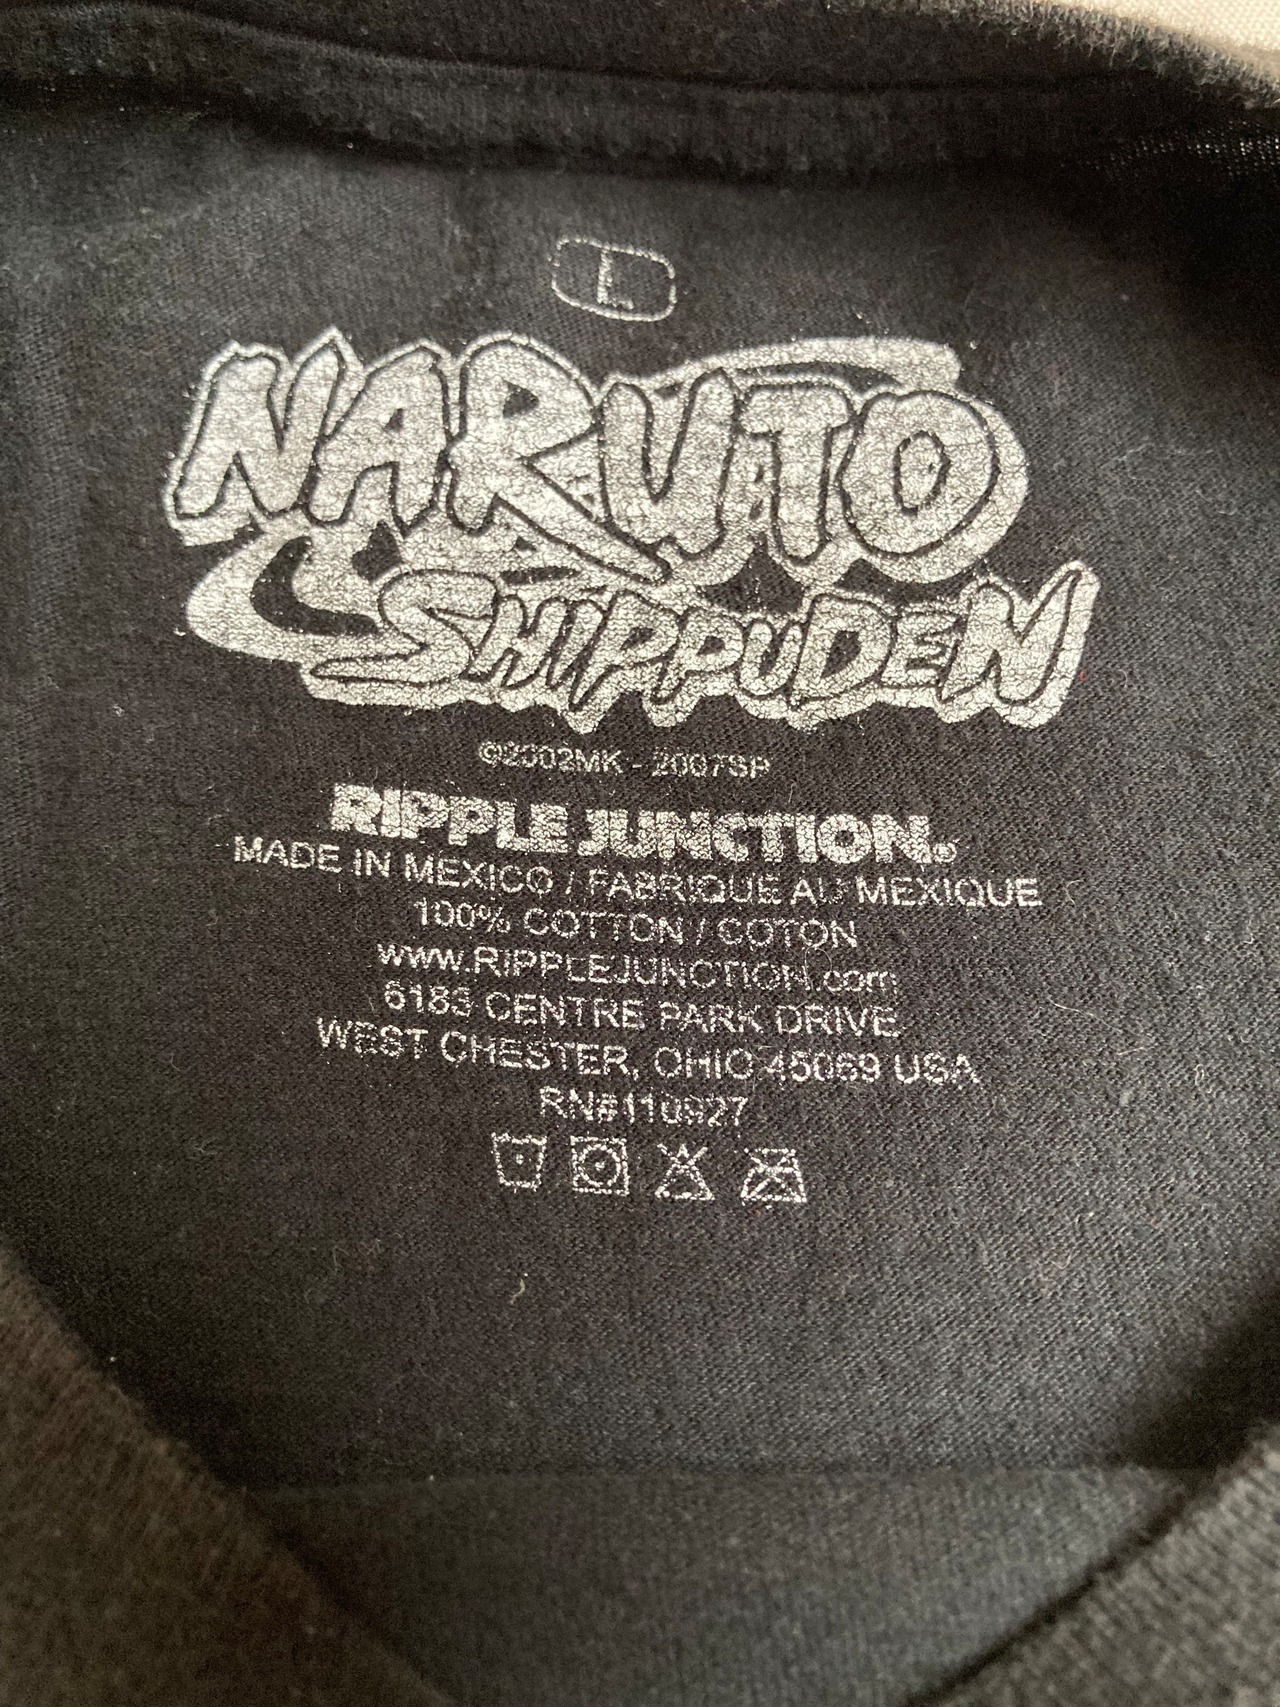 L
NARUTO
SHIPPUDEN
©2002MK - 2007SP
RIPPLE JUNCTION®
MADE IN MEXICO / FABRIQUE AU MEXIQUE
100% COTTON / COTON
www.RIPPLEJUNCTION.com
6183 CENTRE PARK DRIVE
WEST CHESTER, OHIO 45069 USA
RN#110927